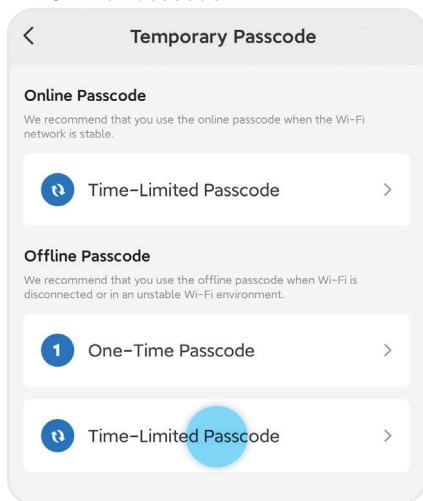 Temporary Passcode
Online Passcode
We recommend that you use the online passcode when the Wi-Fi
network is stable.
Time-Limited Passcode
Offline Passcode
We recommend that you use the offline passcode when Wi-Fi is
disconnected or in an unstable Wi-Fi environment.
1 One-Time Passcode
Time-Limited Passcode